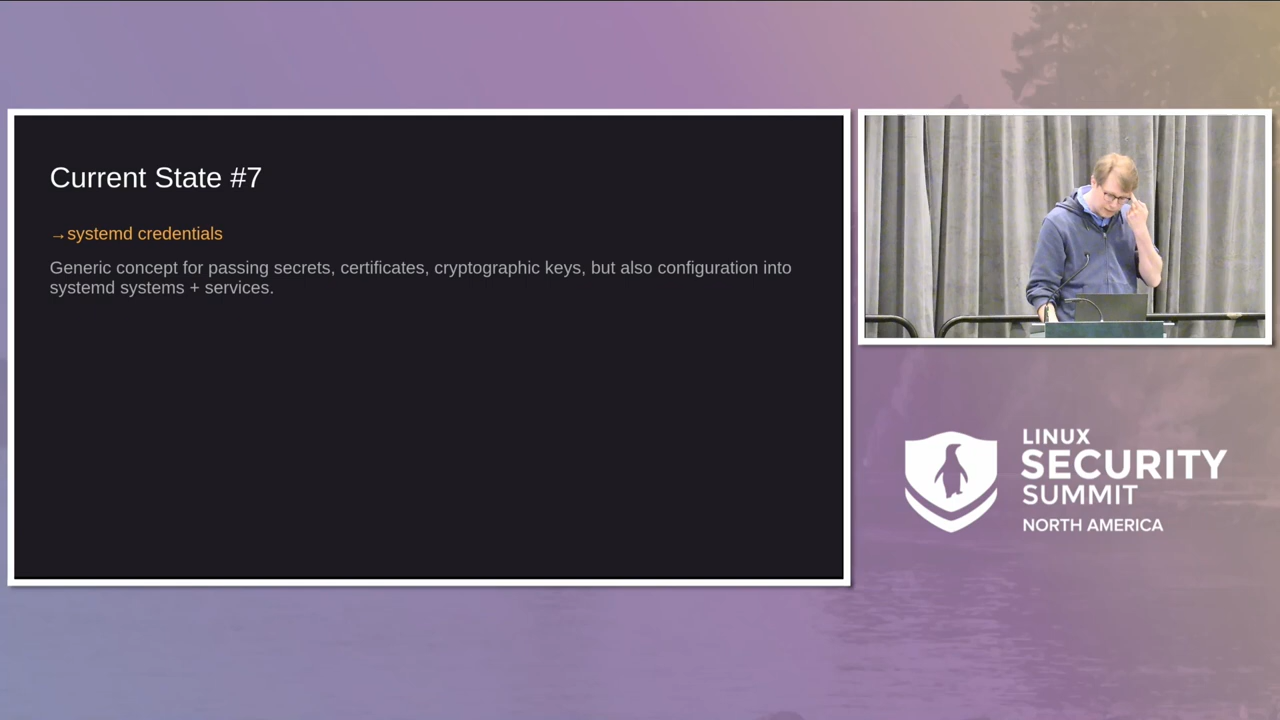 Current State #7
→systemd credentials
Generic concept for passing secrets, certificates, cryptographic keys, but also configuration into
systemd systems + services.
LINUX
SECURITY
SUMMIT
NORTH AMERICA